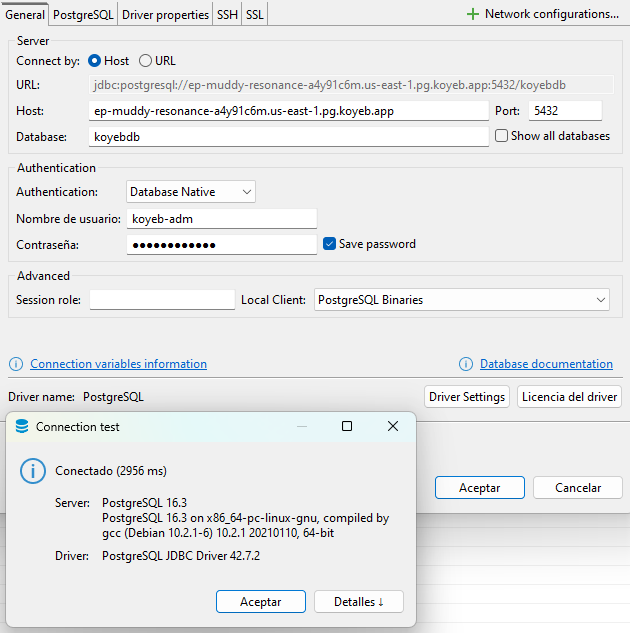 General PostgreSQL Driver properties SSH SSL Network configurations...
Server
Connect by: Host URL
URL: jdbc:postgresql://ep-muddy-resonance-a4y91c6m.us-east-1.pg.koyeb.app:5432/koyebdb
Host: ep-muddy-resonance-a4y91c6m.us-east-1.pg.koyeb.app Port: 5432
Database: koyebdb Show all databases
Authentication
Authentication: Database Native
Nombre de usuario: koyeb-adm
Contraseña: ●●●●●●●●●●●● Save password
Advanced
Session role: Local Client: PostgreSQL Binaries
Connection variables information Database documentation
Driver name: PostgreSQL Driver Settings Licencia del driver
Connection test
Conectado (2956 ms)
Server: PostgreSQL 16.3
PostgreSQL 16.3 on x86_64-pc-linux-gnu, compiled by
gcc (Debian 10.2.1-6) 10.2.1 20210110, 64-bit
Driver: PostgreSQL JDBC Driver 42.7.2
Aceptar Detalles ↓
Aceptar Cancelar